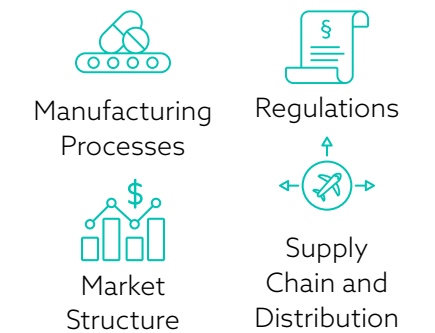 §
Manufacturing
Processes
Regulations
$
Market
Structure
Supply
Chain and
Distribution